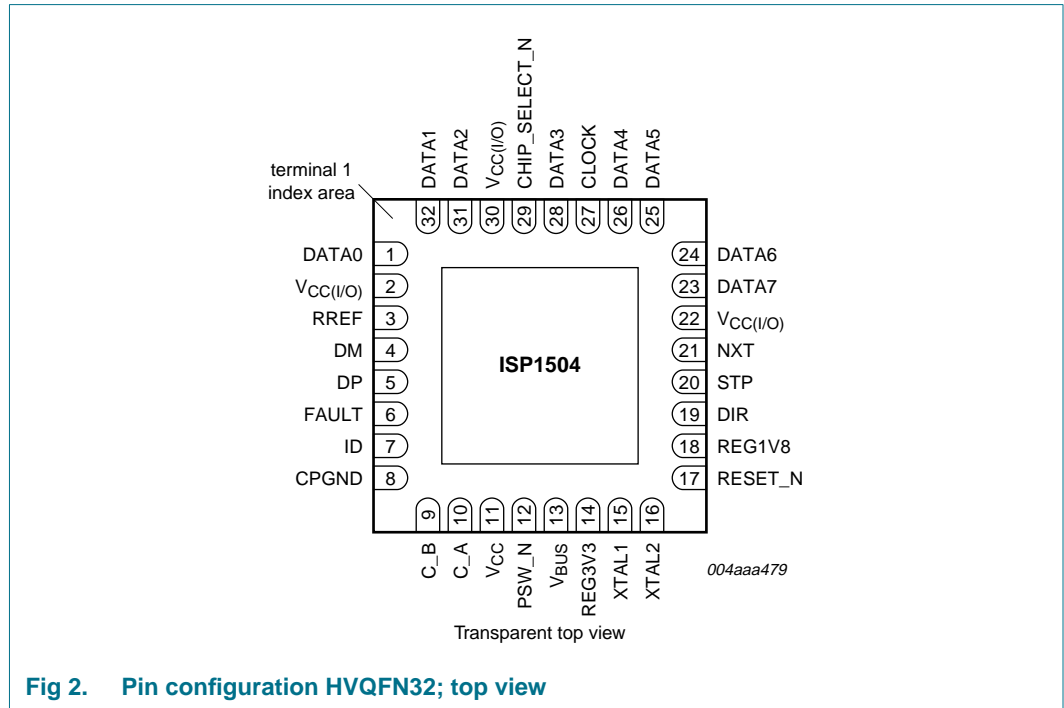 DATA1
DATA2
VCC(I/O)
CHIP_SELECT_N
DATA3
CLOCK
DATA4
DATA5
terminal 1
index area
32
31
30
29
28
27
26
25
DATA0 1
VCC(I/O) 2
RREF 3
DM 4
DP 5
FAULT 6
ID 7
CPGND 8
ISP1504
24 DATA6
23 DATA7
22 VCC(I/O)
21 NXT
20 STP
19 DIR
18 REG1V8
17 RESET_N
9
10
11
12
13
14
15
16
C_B
C_A
VCC
PSW_N
VBUS
REG3V3
XTAL1
XTAL2
004aaa479
Transparent top view
Fig 2. Pin configuration HVQFN32; top view